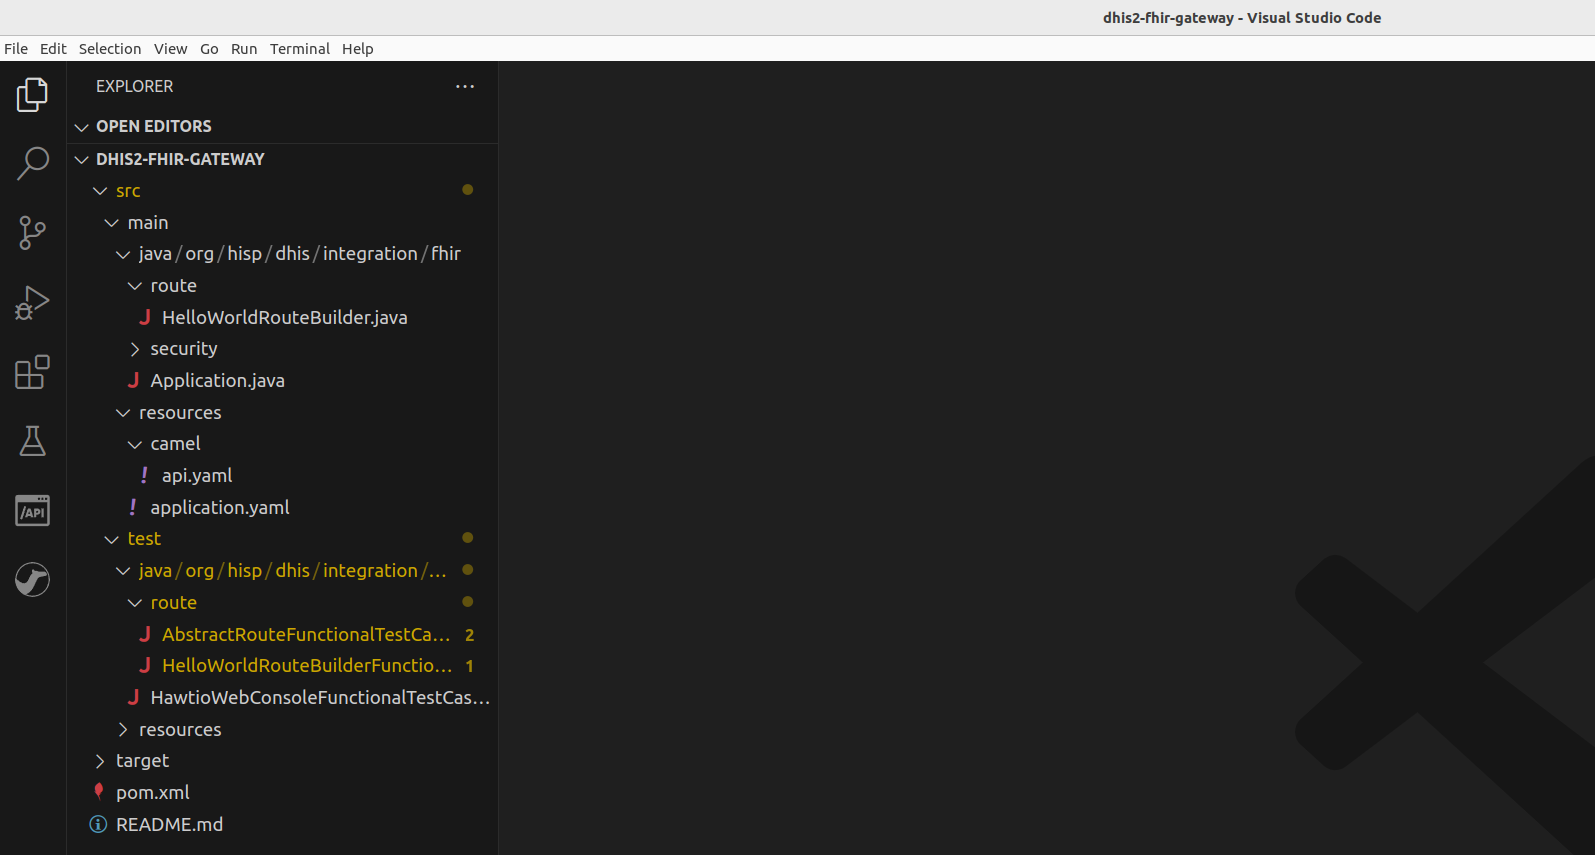 dhis2-fhir-gateway - Visual Studio Code
File Edit Selection View Go Run Terminal Help
EXPLORER
OPEN EDITORS
DHIS2-FHIR-GATEWAY
src
main
java/org/hisp/dhis/integration/fhir
route
J HelloWorldRouteBuilder.java
security
J Application.java
resources
camel
! api.yaml
! application.yaml
/API
test
java/org/hisp/dhis/integration/...
route
J AbstractRouteFunctionalTestCa... 2
J HelloWorldRouteBuilderFunctio... 1
J HawtioWebConsoleFunctionalTestCas...
resources
target
pom.xml
README.md